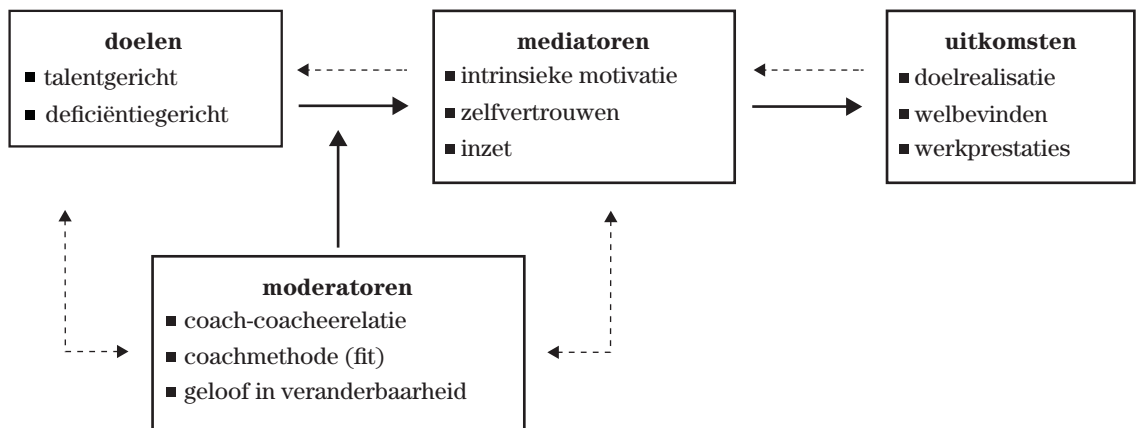 doelen
■ talentgericht
■ deficiëntiegericht
mediatoren
■ intrinsieke motivatie
■ zelfvertrouwen
■ inzet
uitkomsten
■ doelrealisatie
■ welbevinden
■ werkprestaties
moderatoren
■ coach-coacheerelatie
■ coachmethode (fit)
■ geloof in veranderbaarheid